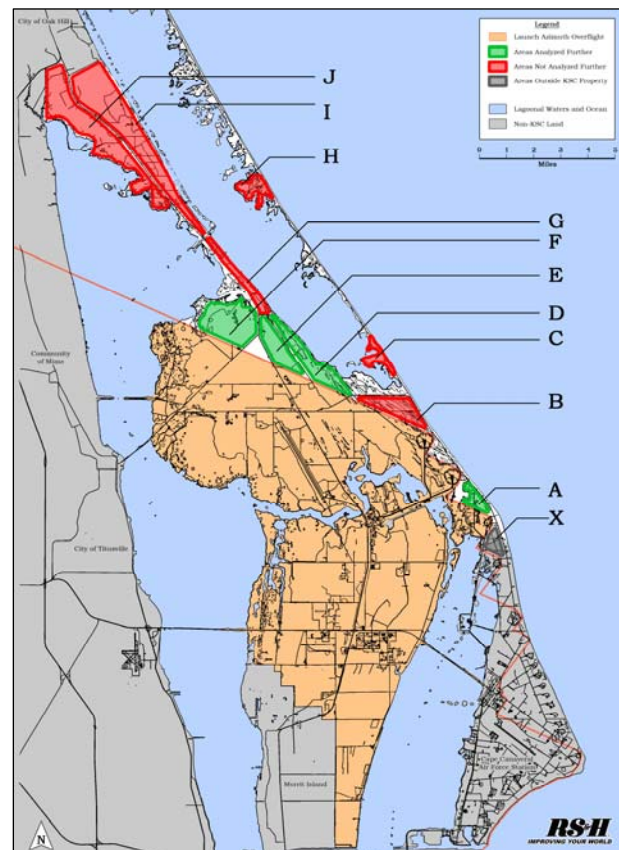 City of Oak Hill
Legend
Launch Azimuth Overflight
Areas Analyzed Further
Areas Not Analyzed Further
Areas Outside KSC Property
Lagoonal Waters and Ocean
Non-KSC Land
0 1 2 3 4 5
Miles
J
I
H
G
F
E
D
C
B
A
X
Community
of Mims
City of Titusville
Merritt Island
Cape Canaveral
Air Force Station
N
RS&H
IMPROVING YOUR WORLD